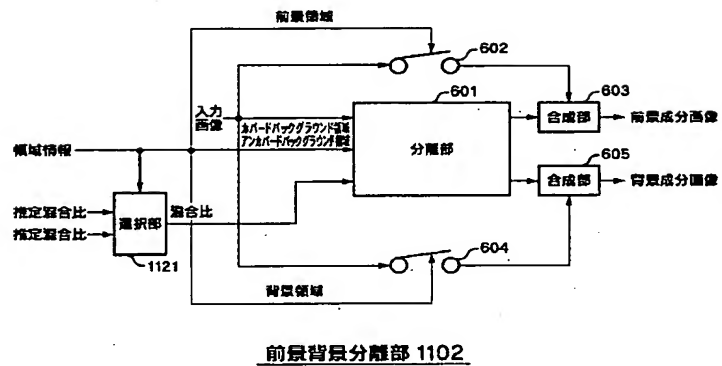 前景領域
602
601
603
入力
画像
カバードバックグラウンド領域
アンカバードバックグラウンド領域
分離部
合成部
前景成分画像
領域情報
605
合成部
背景成分画像
推定混合比
推定混合比
選択部
混合比
1121
604
背景領域
前景背景分離部 1102